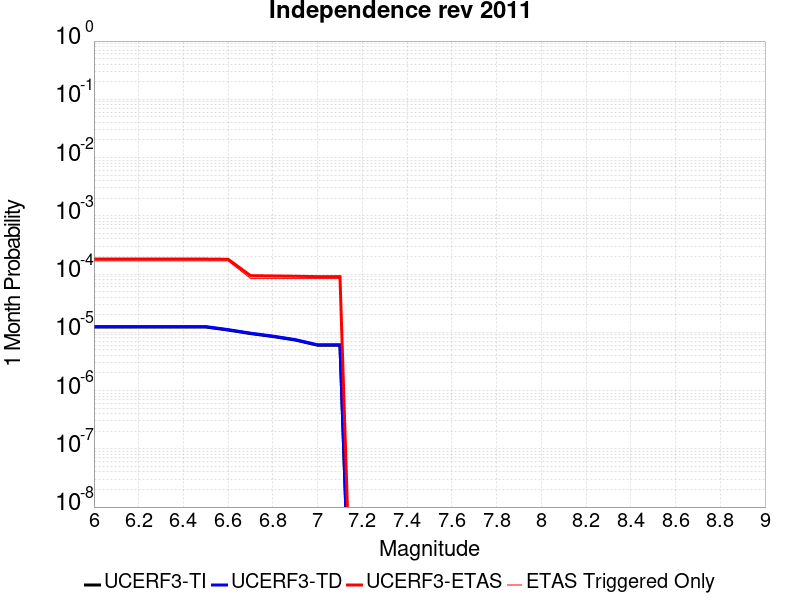 Independence rev 2011
1 Month Probability
10^0
10^-1
10^-2
10^-3
10^-4
10^-5
10^-6
10^-7
10^-8
6 6.2 6.4 6.6 6.8 7 7.2 7.4 7.6 7.8 8 8.2 8.4 8.6 8.8 9
Magnitude
UCERF3-TI UCERF3-TD UCERF3-ETAS ETAS Triggered Only